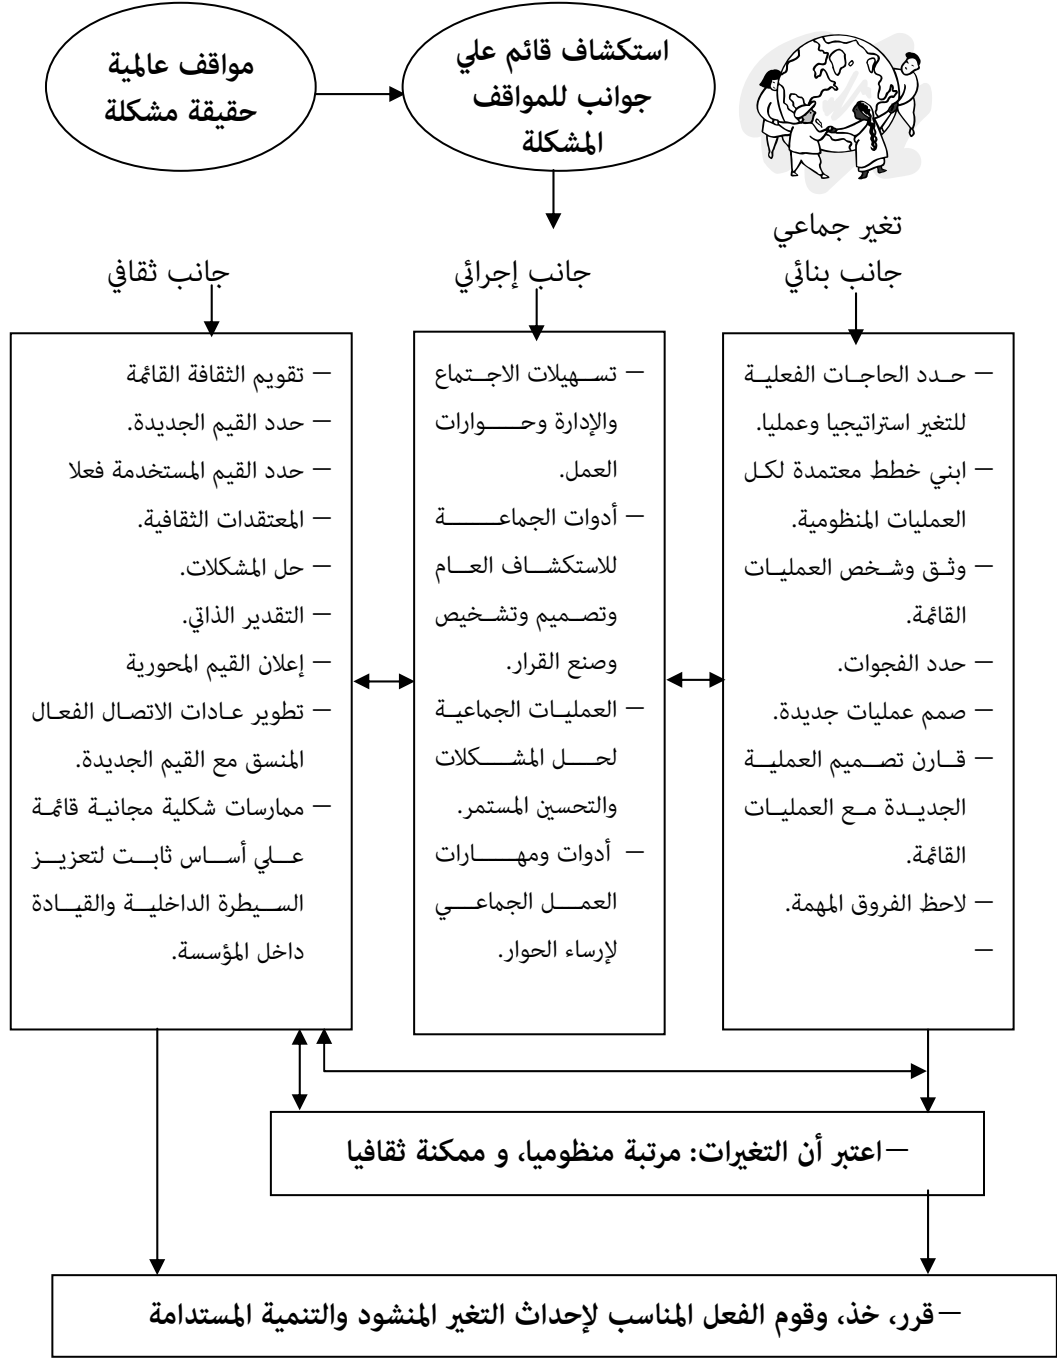 مواقف عالمية
حقيقة مشكلة
استكشاف قائم علي
جوانب للمواقف
المشكلة
تغير جماعي
جانب بنائي
جانب إجرائي
جانب ثقافي
– حدد الحاجات الفعلية
للتغر استراتيجيا وعمليا.
– ابني خطط معتمدة لكل
العمليات المنظومية.
– وثق وشخص العمليات
القائمة.
– حدد الفجوات.
– صمم عمليات جديدة.
– قارن تصميم العملية
الجديدة مع العمليات
القائمة.
– لاحظ الفروق المهمة.
–
– تسهيلات الاجتماع
والإدارة وحوارات
العمل.
– أدوات الجماعة
للاستكشاف العام
وتصميم وتشخيص
وصنع القرار.
– العمليات الجماعية
لحل المشكلات
والتحسين المستمر.
– أدوات ومهارات
العمل الجماعي
لإرساء الحوار.
– تقويم الثقافة القائمة
– حدد القيم الجديدة.
– حدد القيم المستخدمة فعلا
– المعتقدات الثقافية.
– حل المشكلات.
– التقدير الذاتي.
– إعلان القيم المحورية
– تطوير عادات الاتصال الفعال
المنسق مع القيم الجديدة.
– ممارسات شكلية مجانية قائمة
علي أساس ثابت لتعزيز
السيطرة الداخلية والقيادة
داخل المؤسسة.
–اعتبر أن التغيرات: مرتبة منظوميا، و ممكنة ثقافيا
–قرر، خذ، وقوم الفعل المناسب لإحداث التغير المنشود والتنمية المستدامة